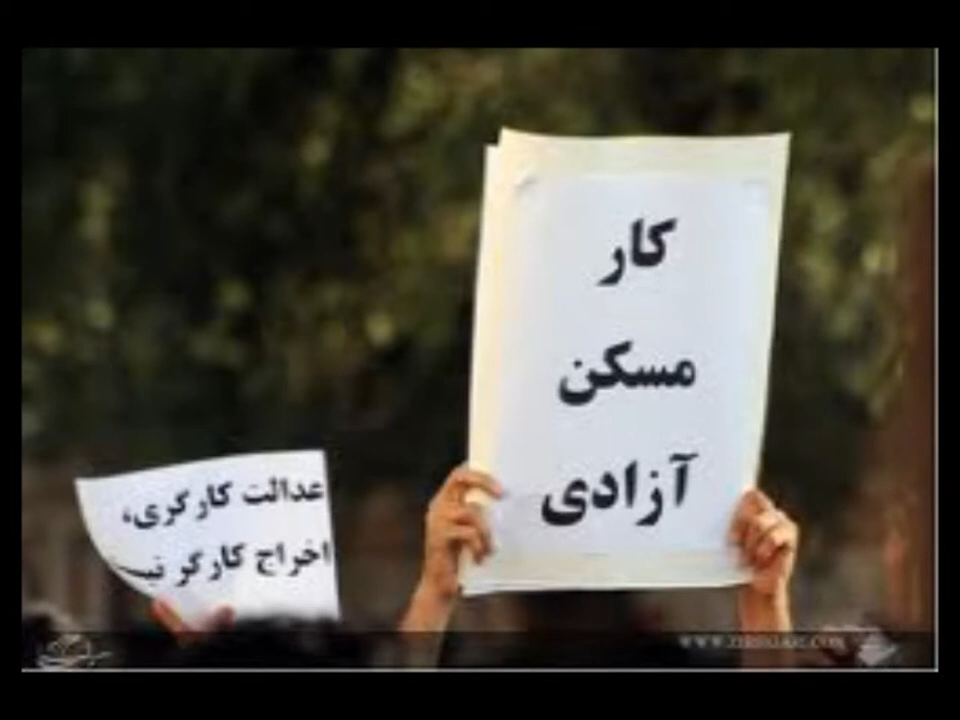 کار
مسکن
آزادی
عدالت کارگری،
اخراج کارگر